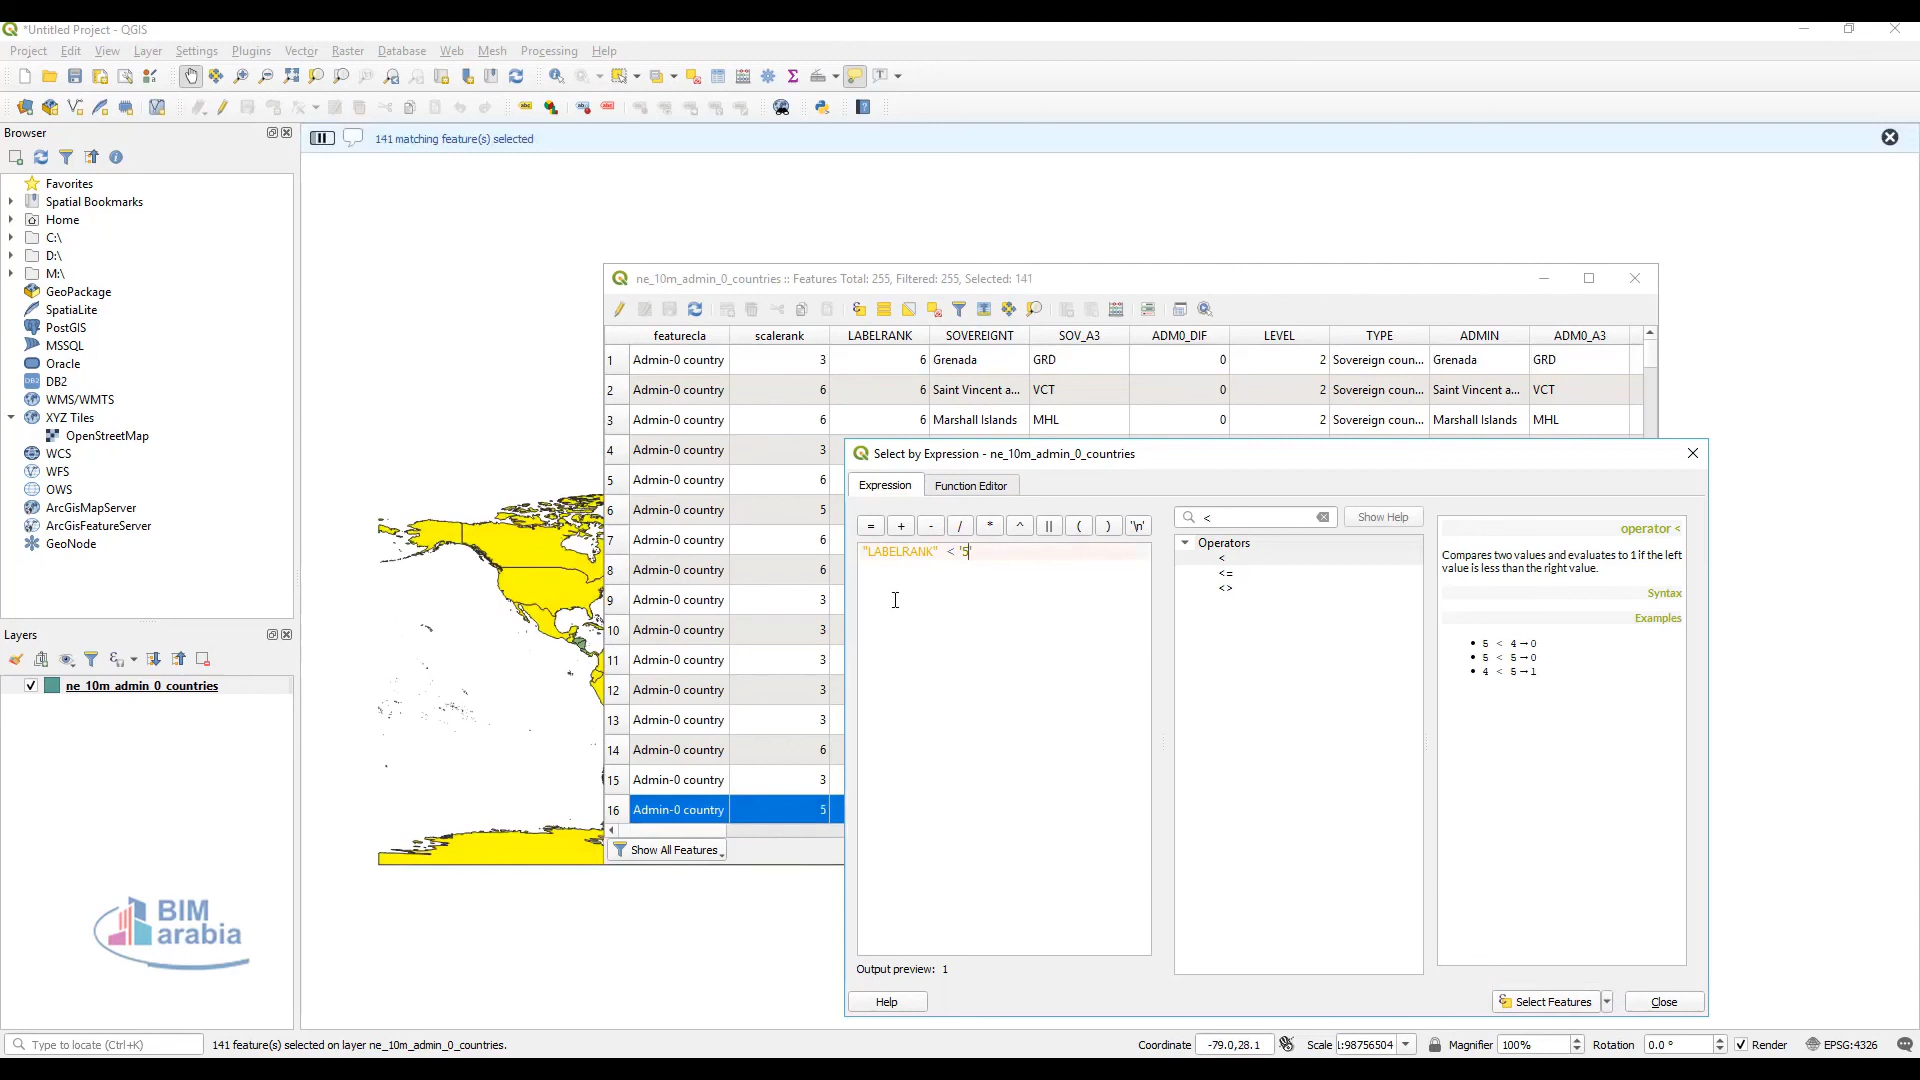 *Untitled Project - QGIS
Project Edit View Layer Settings Plugins Vector Raster Database Web Mesh Processing Help
Browser
141 matching feature(s) selected
Favorites
Spatial Bookmarks
Home
C:\
D:\
M:\
GeoPackage
SpatiaLite
PostGIS
MSSQL
Oracle
DB2
WMS/WMTS
XYZ Tiles
OpenStreetMap
WCS
WFS
OWS
ArcGisMapServer
ArcGisFeatureServer
GeoNode
Layers
ne_10m_admin_0_countries
BIM
arabia
ne_10m_admin_0_countries :: Features Total: 255, Filtered: 255, Selected: 141
featurecla scalerank LABELRANK SOVEREIGNT SOV_A3 ADM0_DIF LEVEL TYPE ADMIN ADM0_A3
1 Admin-0 country 3 6 Grenada GRD 0 2 Sovereign coun... Grenada GRD
2 Admin-0 country 6 6 Saint Vincent a... VCT 0 2 Sovereign coun... Saint Vincent a... VCT
3 Admin-0 country 6 6 Marshall Islands MHL 0 2 Sovereign coun... Marshall Islands MHL
4 Admin-0 country 3
5 Admin-0 country 6
6 Admin-0 country 5
7 Admin-0 country 6
8 Admin-0 country 6
9 Admin-0 country 3
10 Admin-0 country 3
11 Admin-0 country 3
12 Admin-0 country 3
13 Admin-0 country 3
14 Admin-0 country 6
15 Admin-0 country 3
16 Admin-0 country 5
Show All Features
Select by Expression - ne_10m_admin_0_countries
Expression Function Editor
= + - / * ^ || ( ) '\n'
"LABELRANK" < '5'
Output preview: 1
Help
< Show Help
Operators
<
<=
<>
operator <
Compares two values and evaluates to 1 if the left
value is less than the right value.
Syntax
Examples
• 5 < 4 → 0
• 5 < 5 → 0
• 4 < 5 → 1
Select Features Close
Type to locate (Ctrl+K) 141 feature(s) selected on layer ne_10m_admin_0_countries. Coordinate -79.0,28.1 Scale 1:98756504 Magnifier 100% Rotation 0.0 ° Render EPSG:4326